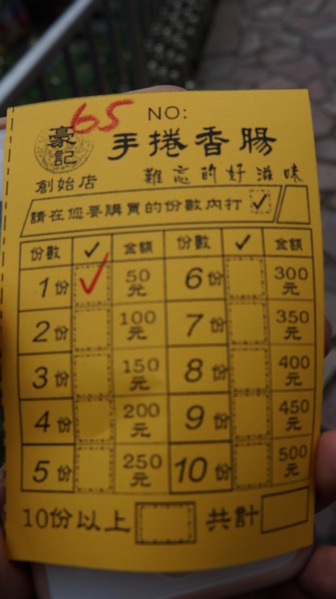 65 NO:
豪記 手捲香腸
創始店 難忘的好滋味
請在您要購買的份數內打 ✓
份數 ✓ 金額 份數 ✓ 金額
1份 ✓ 50元 6份 300元
2份 100元 7份 350元
3份 150元 8份 400元
4份 200元 9份 450元
5份 250元 10份 500元
10份以上 共計